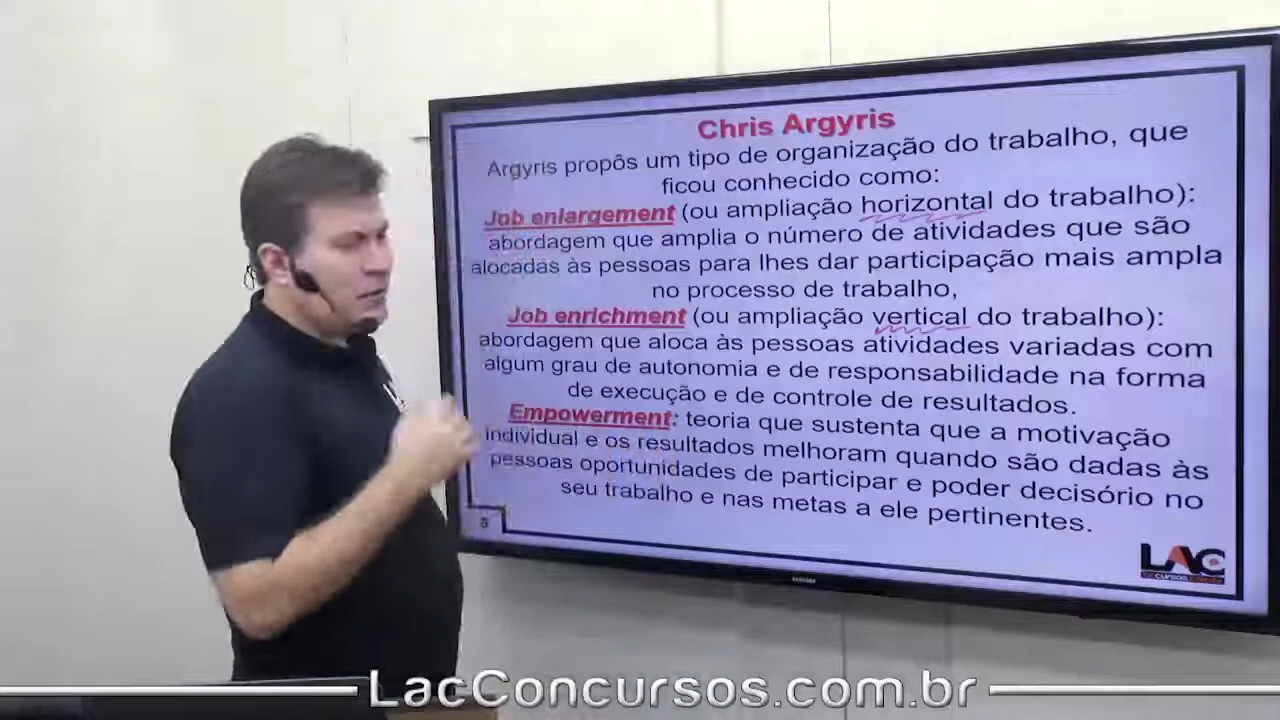 Chris Argyris
Argyris propôs um tipo de organização do trabalho, que
ficou conhecido como:
Job enlargement (ou ampliação horizontal do trabalho):
abordagem que amplia o número de atividades que são
alocadas às pessoas para lhes dar participação mais ampla
no processo de trabalho,
Job enrichment (ou ampliação vertical do trabalho):
abordagem que aloca às pessoas atividades variadas com
algum grau de autonomia e de responsabilidade na forma
de execução e de controle de resultados.
Empowerment: teoria que sustenta que a motivação
individual e os resultados melhoram quando são dadas às
pessoas oportunidades de participar e poder decisório no
seu trabalho e nas metas a ele pertinentes.
LAC
LacConcursos.com.br